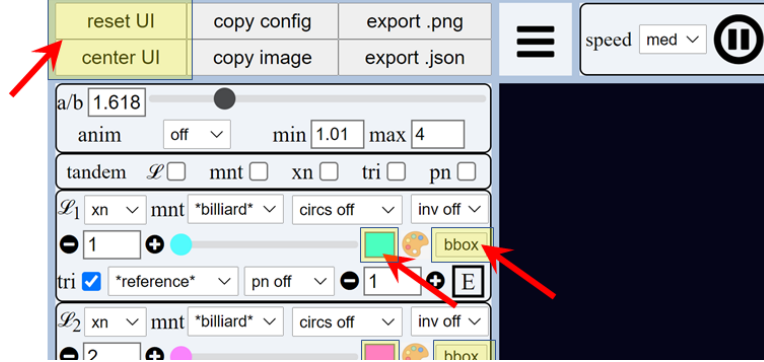 reset UI copy config export .png
center UI copy image export .json
speed med
a/b 1.618
anim off min 1.01 max 4
tandem ℒ mnt xn tri pn
ℒ1 xn mnt *billiard* circs off inv off
1 bbox
tri *reference* pn off 1 E
ℒ2 xn mnt *billiard* circs off inv off
2 bbox